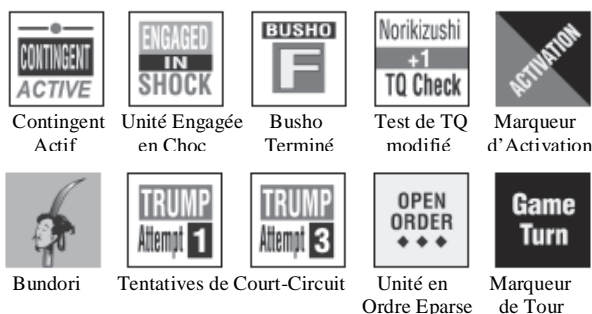 CONTINGENT
ACTIVE
ENGAGED
IN
SHOCK
BUSHO
F
Norikizushi
+1
TQ Check
ACTIVATION
Contingent
Actif
Unité Engagée
en Choc
Busho
Terminé
Test de TQ
modifié
Marqueur
d’Activation
TRUMP
Attempt 1
TRUMP
Attempt 3
OPEN
ORDER
Game
Turn
Bundori
Tentatives de Court-Circuit
Unité en
Ordre Eparse
Marqueur
de Tour